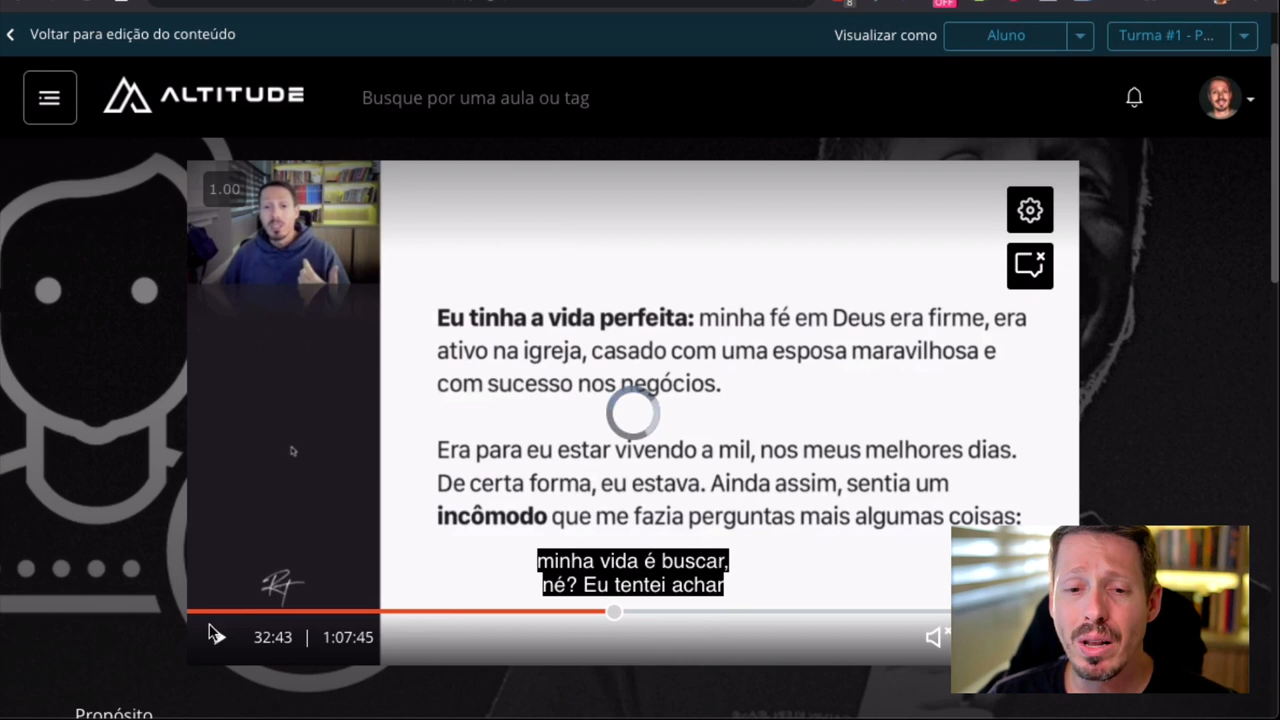 8
OFF
Voltar para edição do conteúdo
Visualizar como
Aluno
Turma #1 - P...
ALTITUDE
Busque por uma aula ou tag
1.00
Eu tinha a vida perfeita: minha fé em Deus era firme, era
ativo na igreja, casado com uma esposa maravilhosa e
com sucesso nos negócios.
Era para eu estar vivendo a mil, nos meus melhores dias.
De certa forma, eu estava. Ainda assim, sentia um
incômodo que me fazia perguntas mais algumas coisas:
minha vida é buscar,
né? Eu tentei achar
RT
32:43 | 1:07:45
Propósito